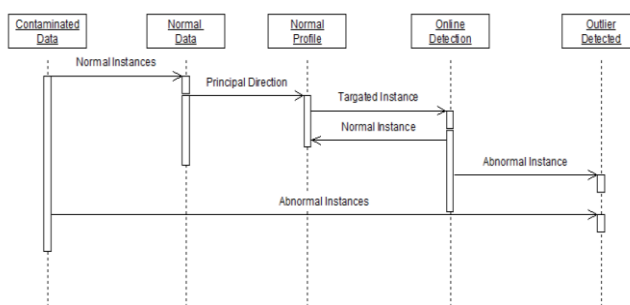 Contaminated
Data
Normal
Data
Normal
Profile
Online
Detection
Outlier
Detected
Normal Instances
Principal Direction
Targated Instance
Normal Instance
Abnormal Instance
Abnormal Instances